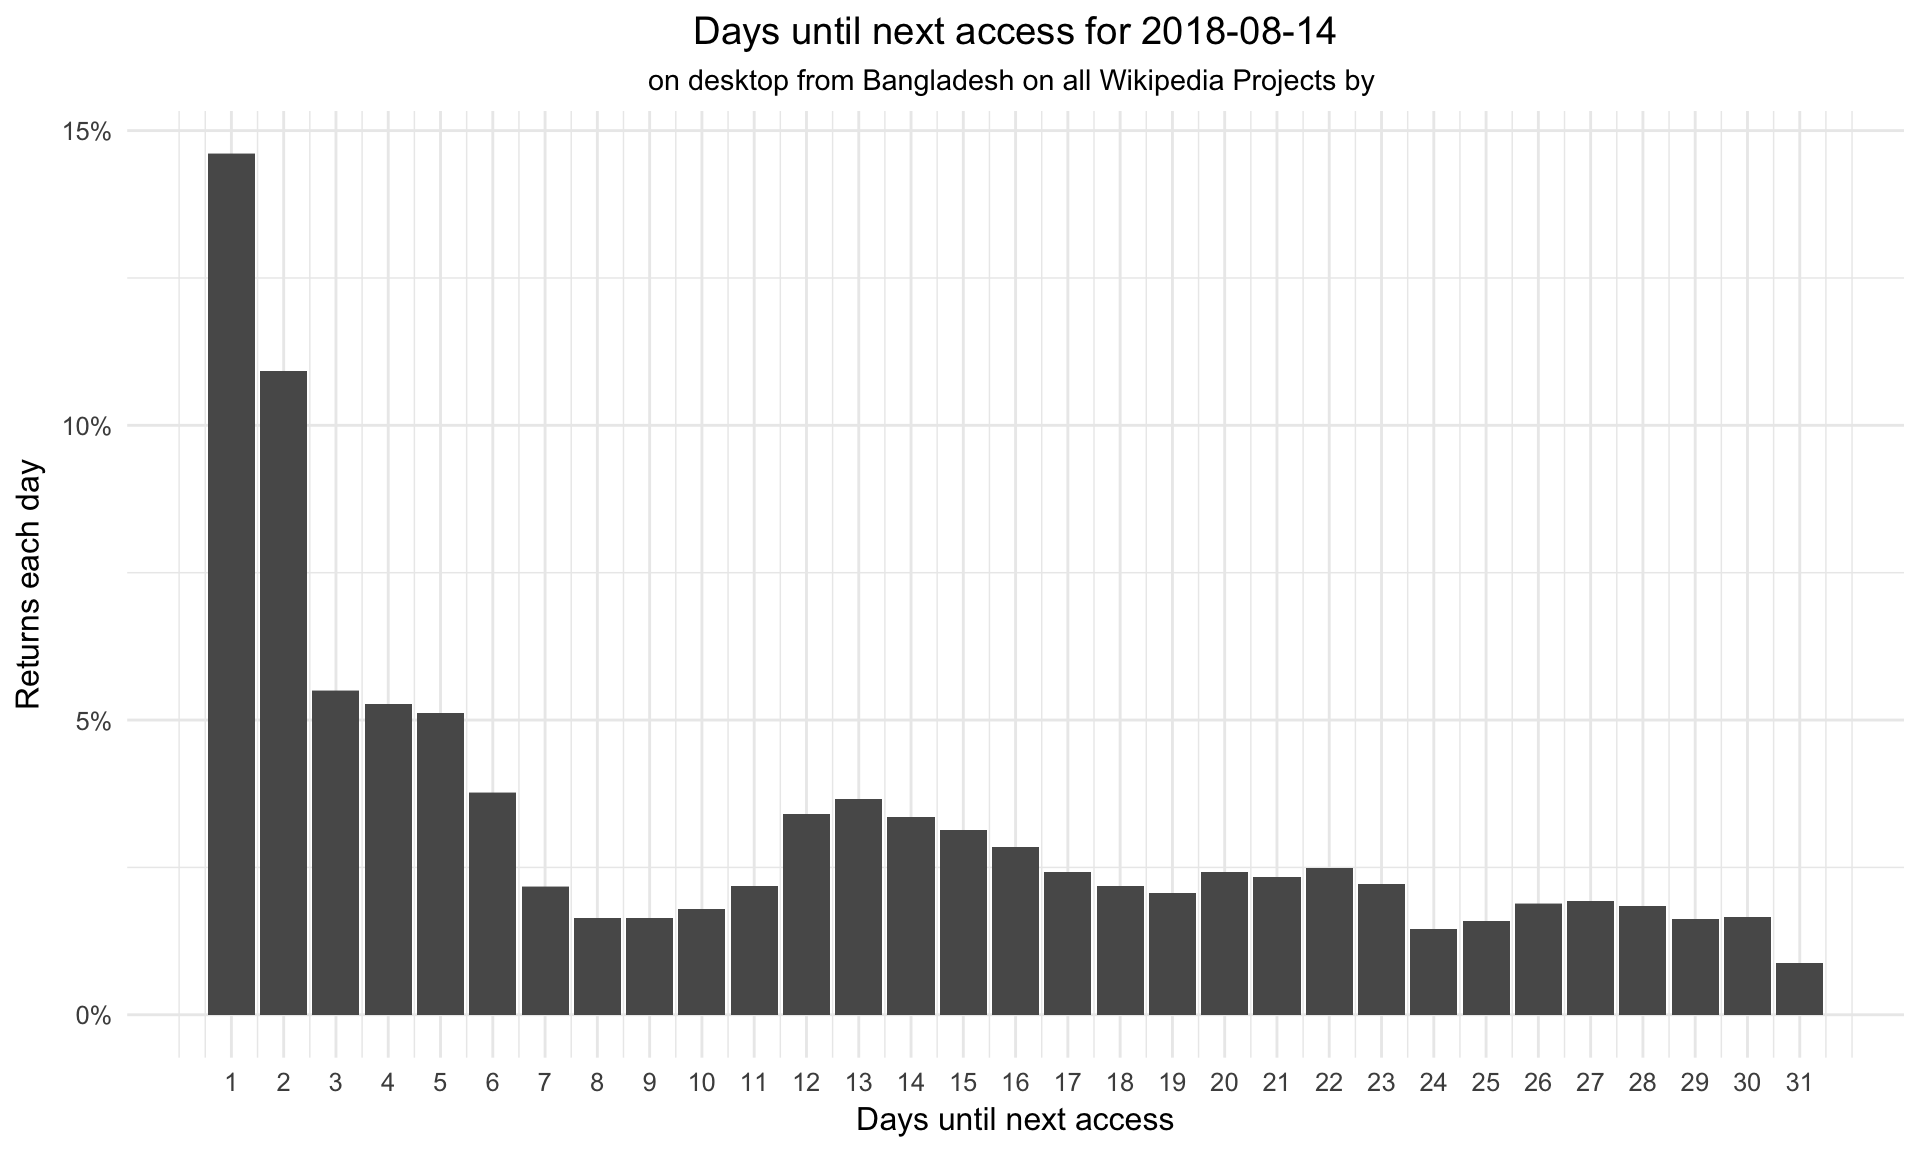 Days until next access for 2018-08-14
on desktop from Bangladesh on all Wikipedia Projects by
Returns each day
15%
10%
5%
0%
1 2 3 4 5 6 7 8 9 10 11 12 13 14 15 16 17 18 19 20 21 22 23 24 25 26 27 28 29 30 31
Days until next access